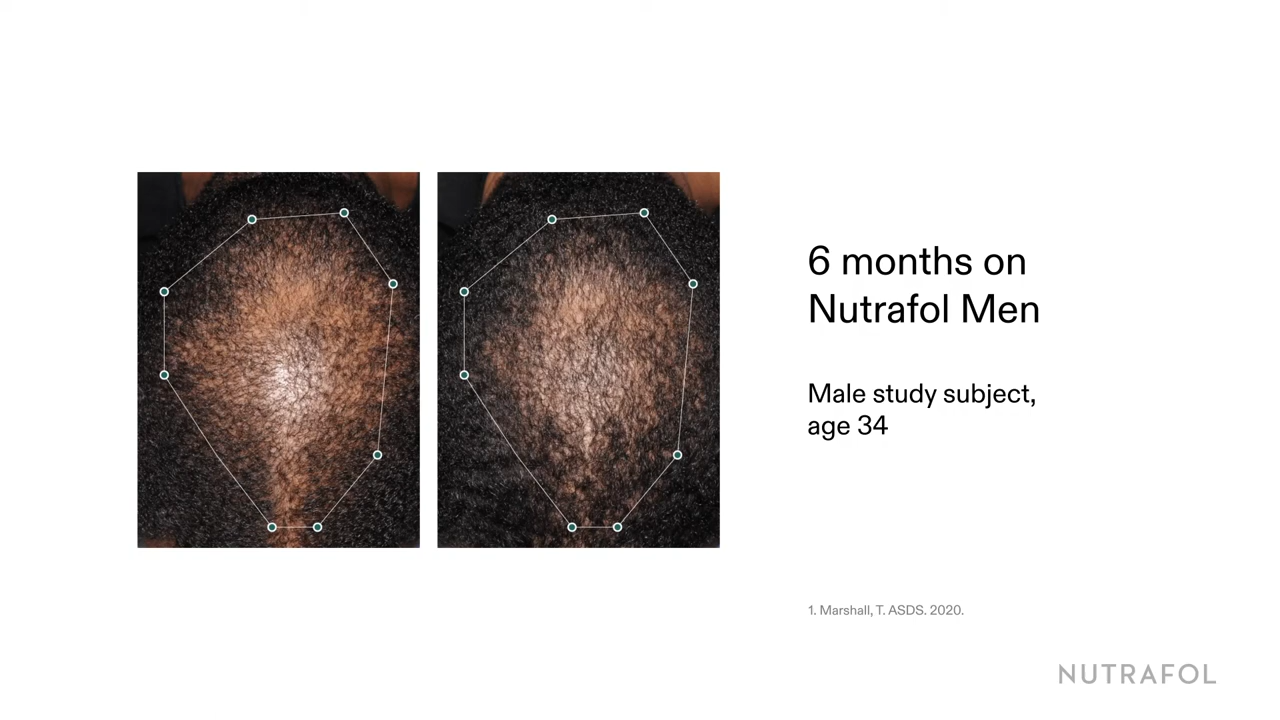 6 months on
Nutrafol Men
Male study subject,
age 34
1. Marshall, T. ASDS. 2020.
NUTRAFOL